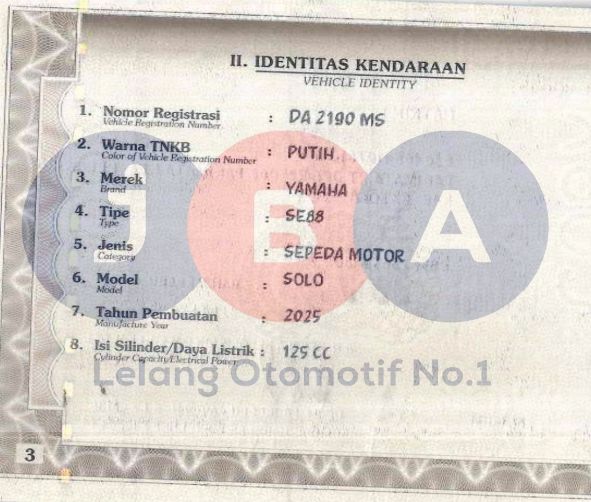 II. IDENTITAS KENDARAAN
VEHICLE IDENTITY
1. Nomor Registrasi : DA 2190 MS
Vehicle Registration Number
2. Warna TNKB : PUTIH
Color of Vehicle Registration Number
3. Merek : YAMAHA
Brand
4. Tipe : SE88
Type
5. Jenis : SEPEDA MOTOR
Category
6. Model : SOLO
Model
7. Tahun Pembuatan : 2025
Manufacture Year
8. Isi Silinder/Daya Listrik : 125 CC
Cylinder Capacity/Electrical Power
JBA
Lelang Otomotif No.1
3